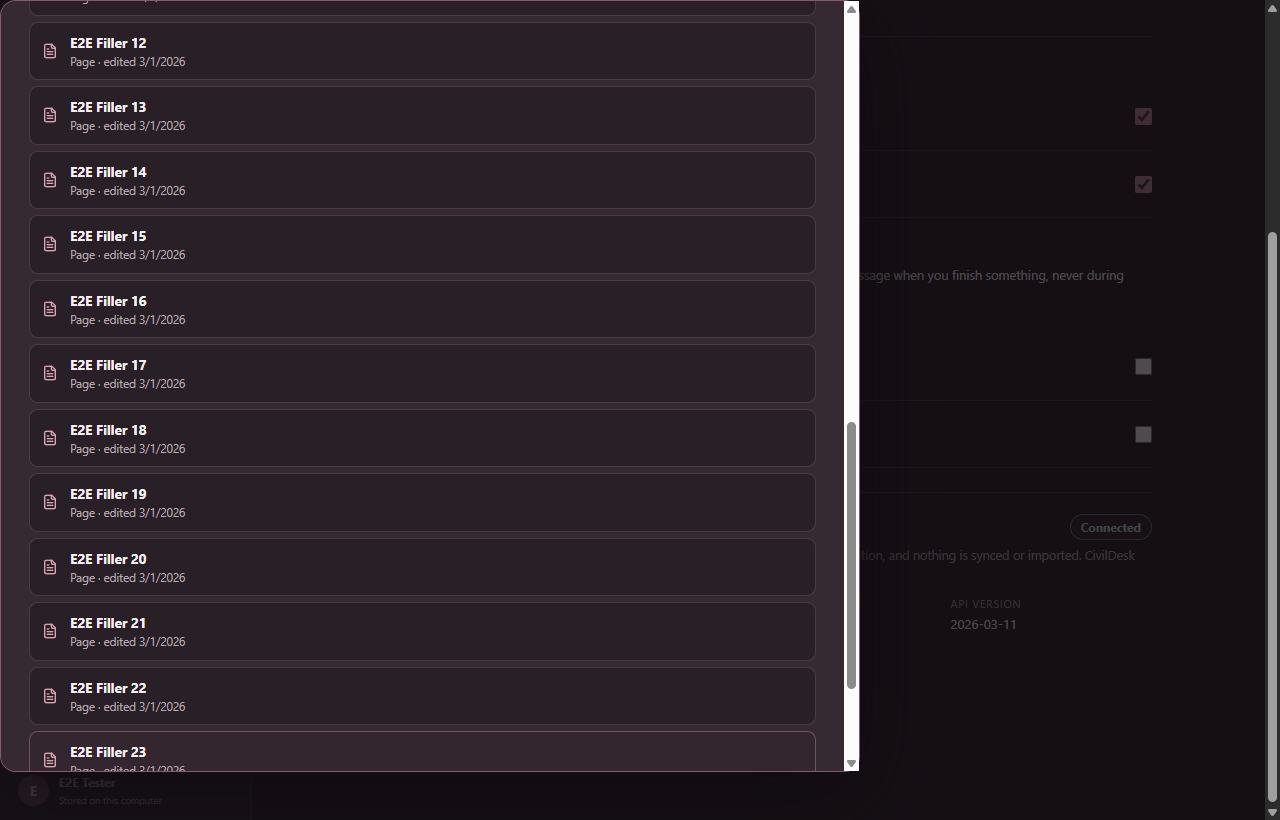 E2E Filler 12
Page · edited 3/1/2026
E2E Filler 13
Page · edited 3/1/2026
E2E Filler 14
Page · edited 3/1/2026
E2E Filler 15
Page · edited 3/1/2026
E2E Filler 16
Page · edited 3/1/2026
E2E Filler 17
Page · edited 3/1/2026
E2E Filler 18
Page · edited 3/1/2026
E2E Filler 19
Page · edited 3/1/2026
E2E Filler 20
Page · edited 3/1/2026
E2E Filler 21
Page · edited 3/1/2026
E2E Filler 22
Page · edited 3/1/2026
E2E Filler 23
Page · edited 3/1/2026
when you finish something, never during
Connected
and nothing is synced or imported. CivilDesk
API VERSION
2026-03-11
E
E2E Tester
Stored on this computer